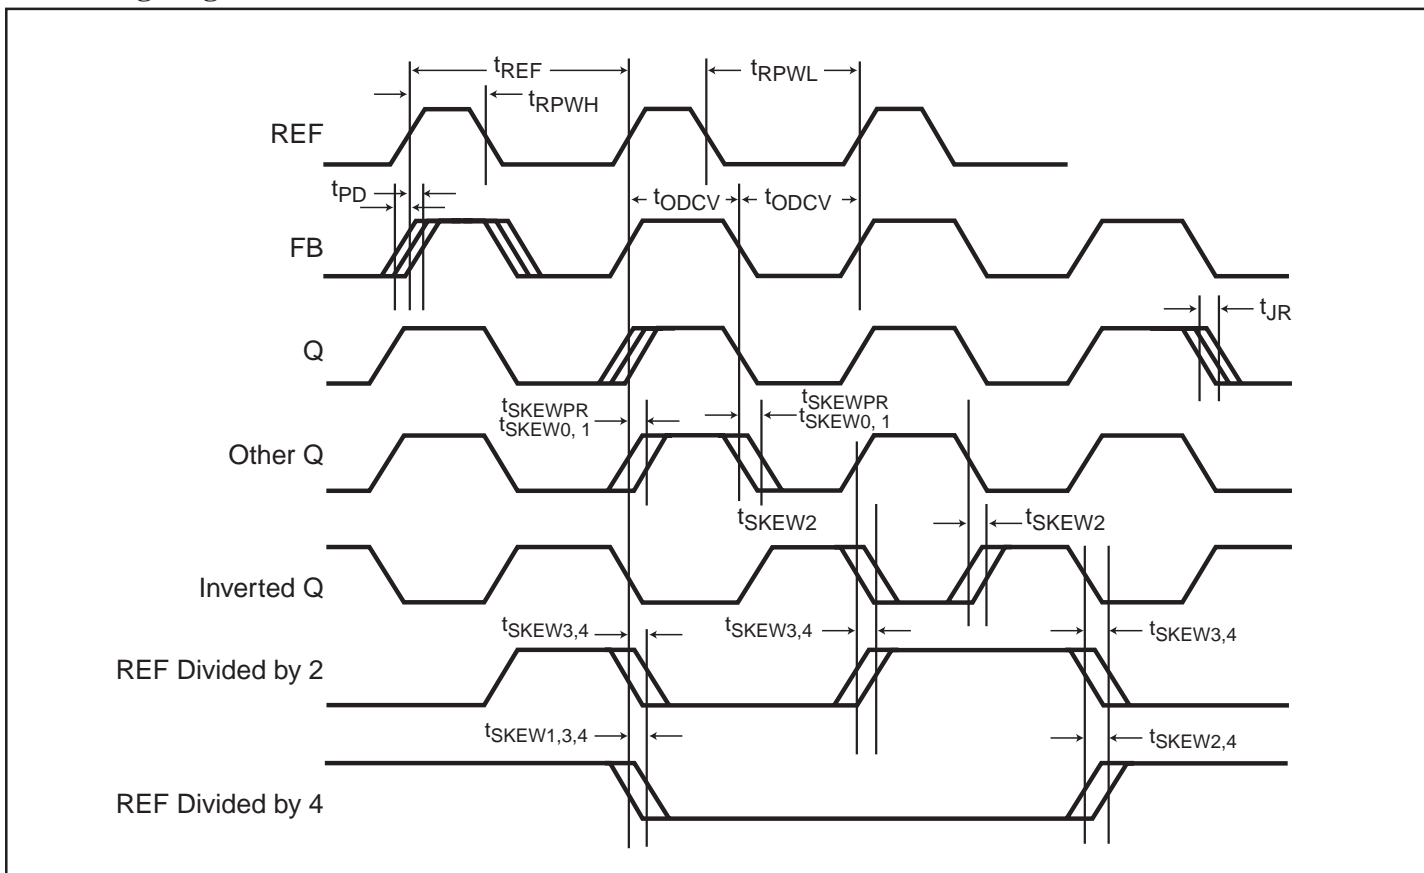 tREF
tRPWL
tRPWH
REF
tPD
tODCV
tODCV
FB
tJR
Q
tSKEWPR
tSKEW0, 1
tSKEWPR
tSKEW0, 1
Other Q
tSKEW2
tSKEW2
Inverted Q
tSKEW3,4
tSKEW3,4
tSKEW3,4
REF Divided by 2
tSKEW1,3,4
tSKEW2,4
REF Divided by 4